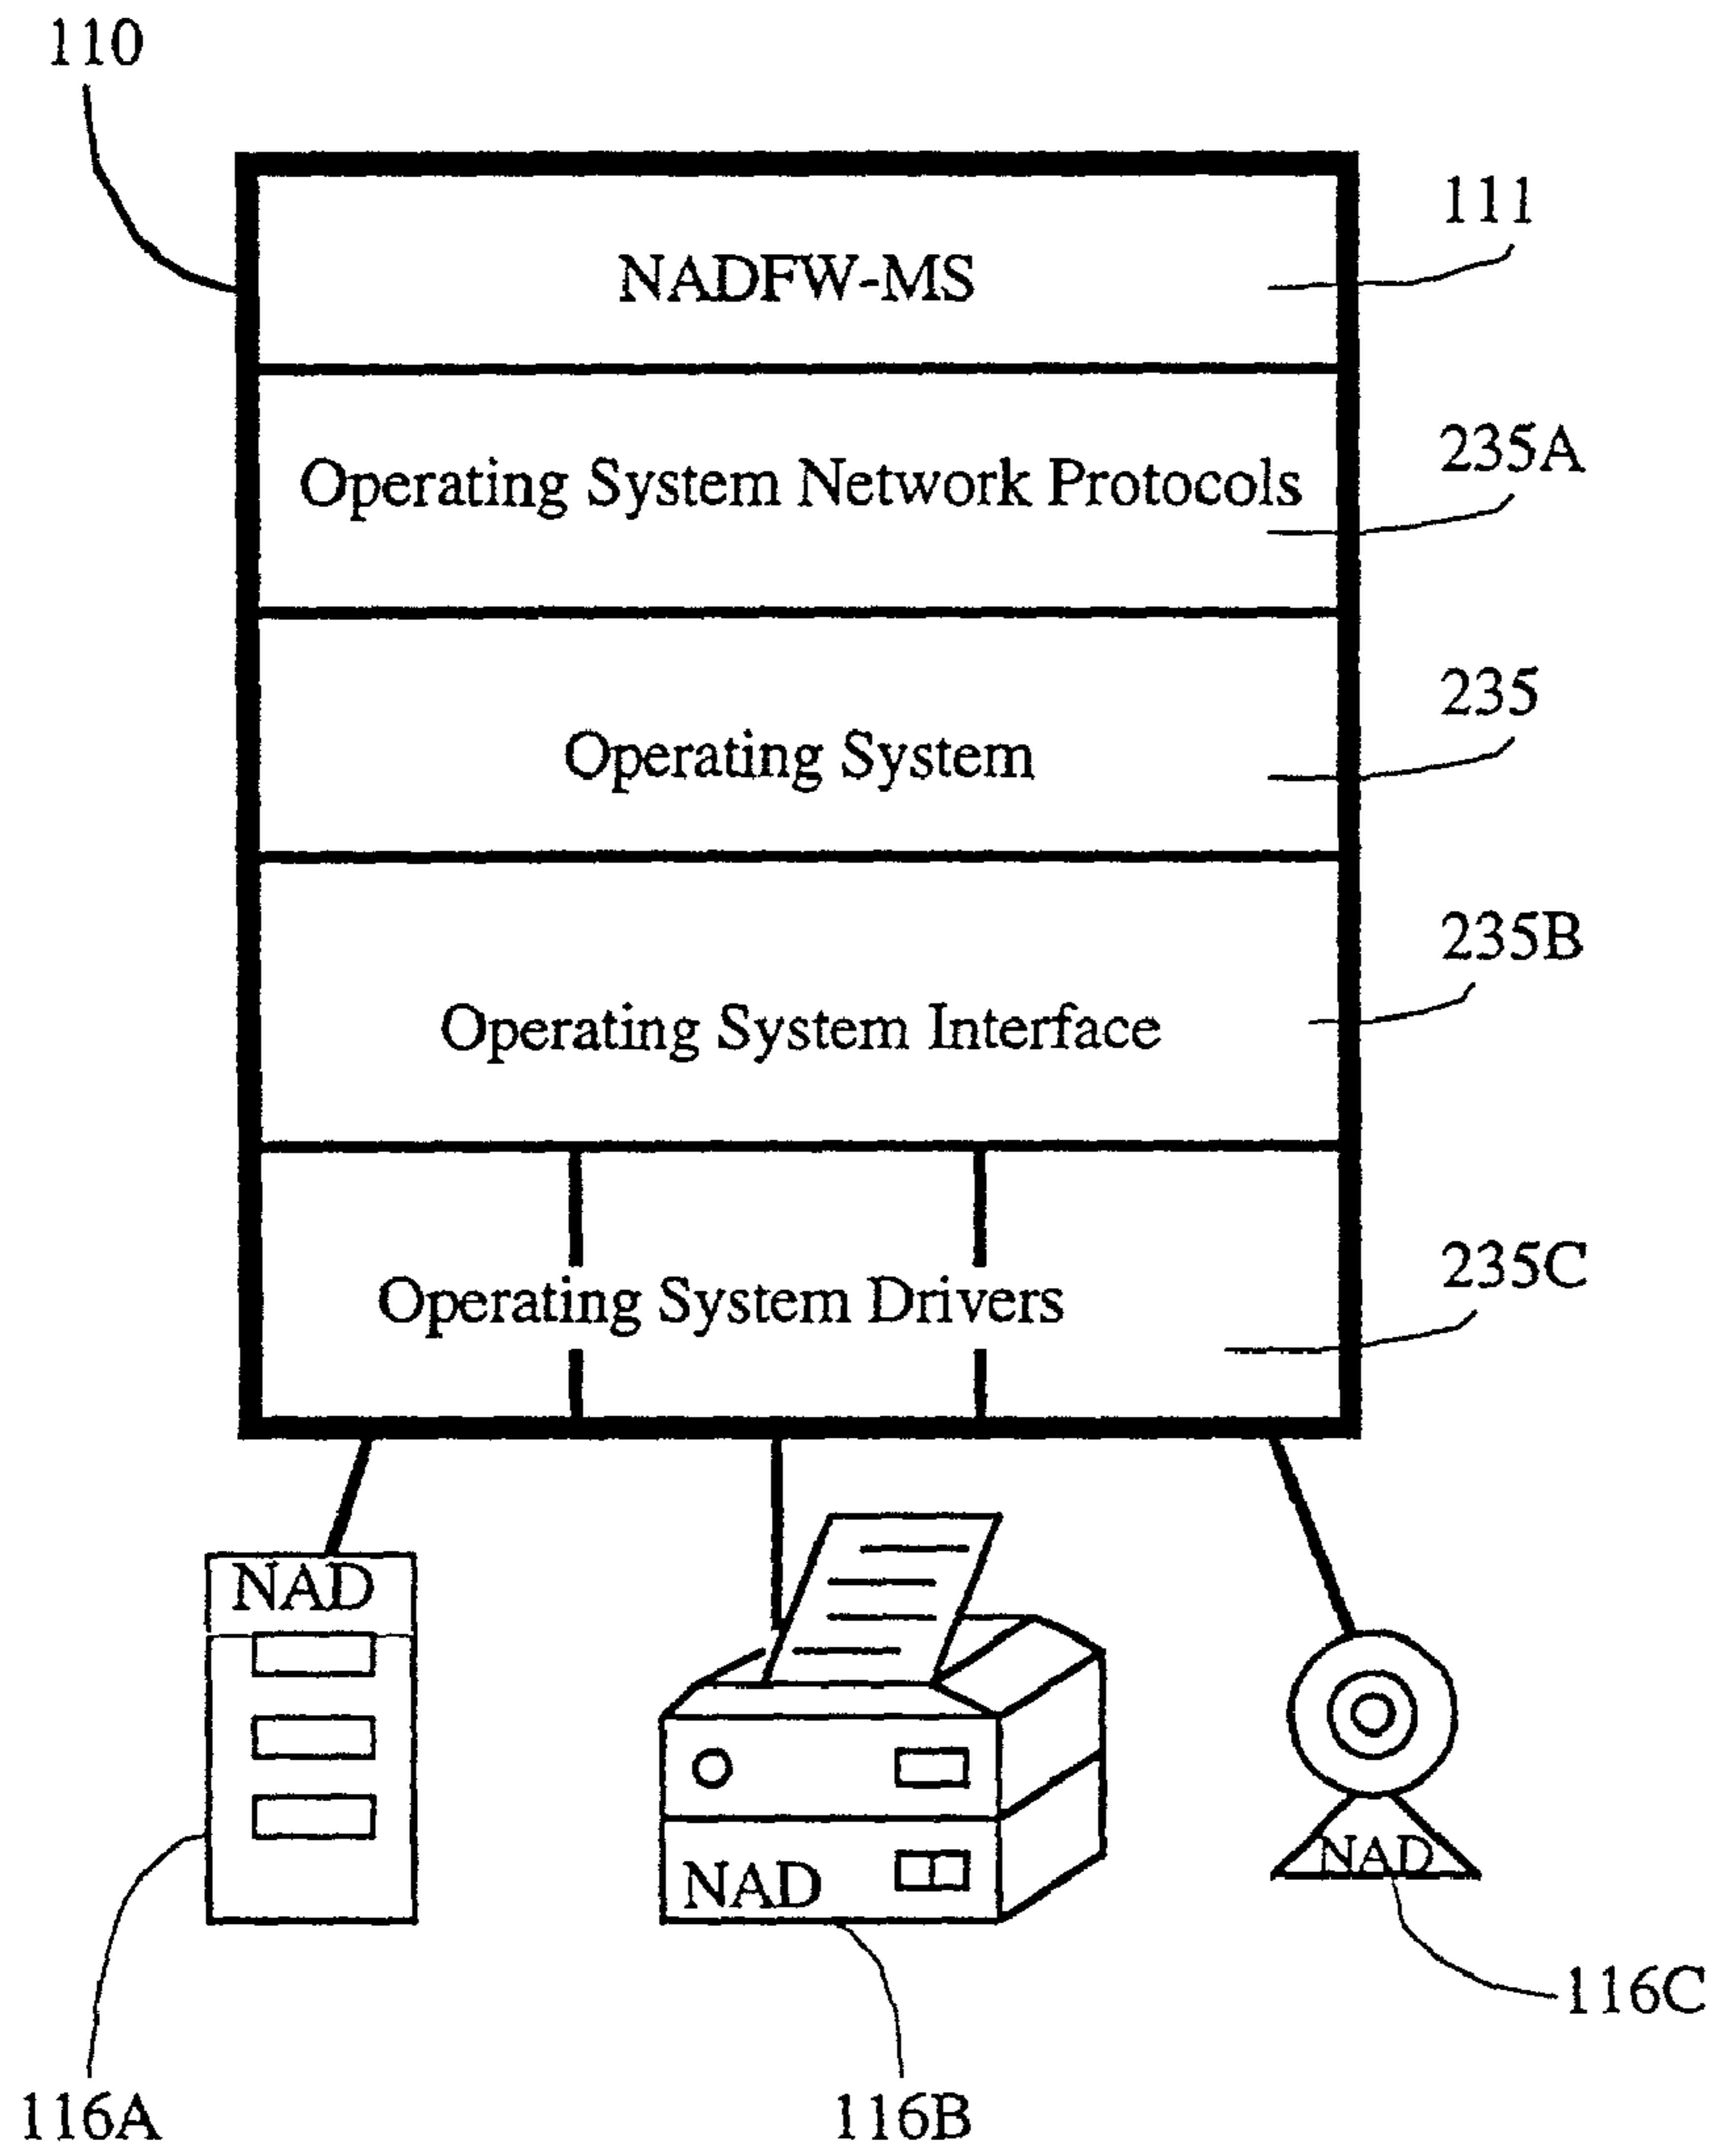 110
111
NADFW-MS
235A
Operating System Network Protocols
235
Operating System
235B
Operating System Interface
235C
Operating System Drivers
NAD
NAD
NAD
116C
116A
116B